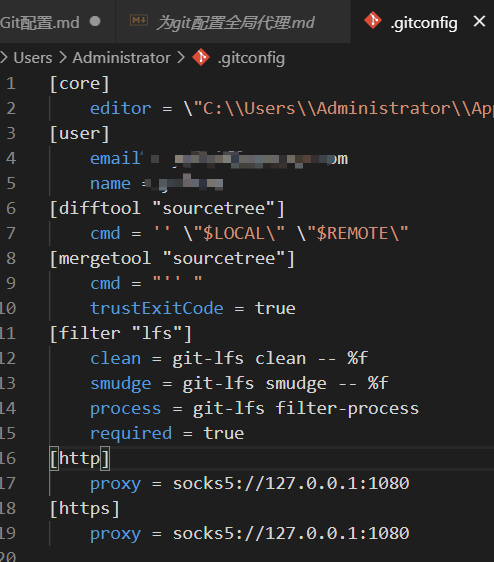 Git配置.md
为git配置全局代理.md
.gitconfig
Users > Administrator > .gitconfig
1 [core]
2 editor = \"C:\\Users\\Administrator\\Ap
3 [user]
4 email om
5 name =
6 [difftool "sourcetree"]
7 cmd = '' \"$LOCAL\" \"$REMOTE\"
8 [mergetool "sourcetree"]
9 cmd = "'' "
10 trustExitCode = true
11 [filter "lfs"]
12 clean = git-lfs clean -- %f
13 smudge = git-lfs smudge -- %f
14 process = git-lfs filter-process
15 required = true
16 [http]
17 proxy = socks5://127.0.0.1:1080
18 [https]
19 proxy = socks5://127.0.0.1:1080
20